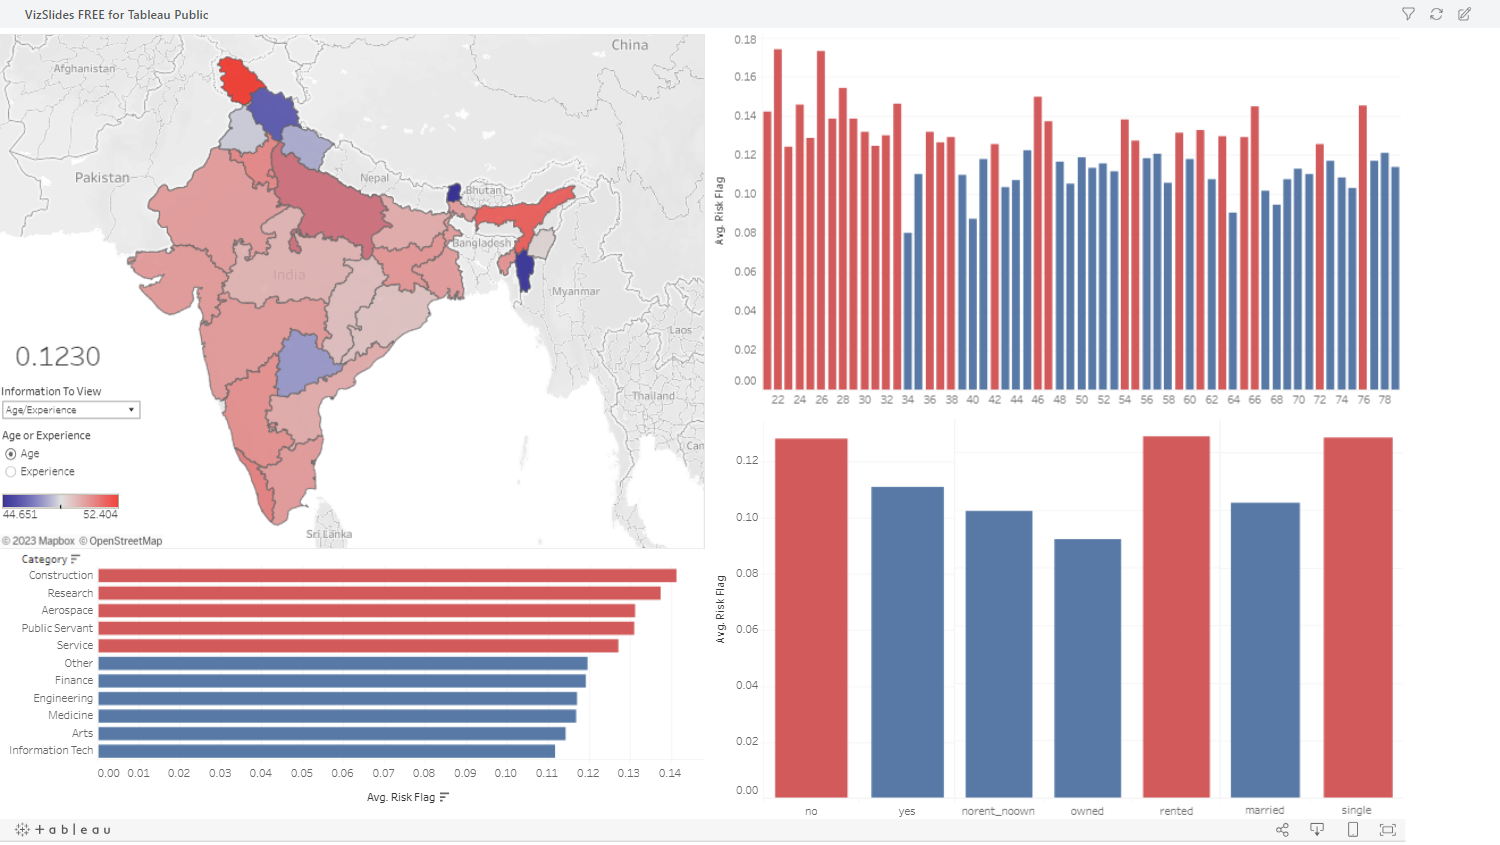 VizSlides FREE for Tableau Public
China
Afghanistan
Pakistan
Nepal
Bhutan
Bangladesh
India
Myanmar
Laos
Thailand
Cam
Sri Lanka
0.1230
Information To View
Age/Experience
Age or Experience
Age
Experience
44.651 52.404
© 2023 Mapbox © OpenStreetMap
Category
Construction
Research
Aerospace
Public Servant
Service
Other
Finance
Engineering
Medicine
Arts
Information Tech
0.00 0.01 0.02 0.03 0.04 0.05 0.06 0.07 0.08 0.09 0.10 0.11 0.12 0.13 0.14
Avg. Risk Flag
0.18
0.16
0.14
0.12
0.10
0.08
0.06
0.04
0.02
0.00
Avg. Risk Flag
22 24 26 28 30 32 34 36 38 40 42 44 46 48 50 52 54 56 58 60 62 64 66 68 70 72 74 76 78
0.12
0.10
0.08
0.06
0.04
0.02
0.00
Avg. Risk Flag
no yes norent_noown owned rented married single
+ a b | e a u